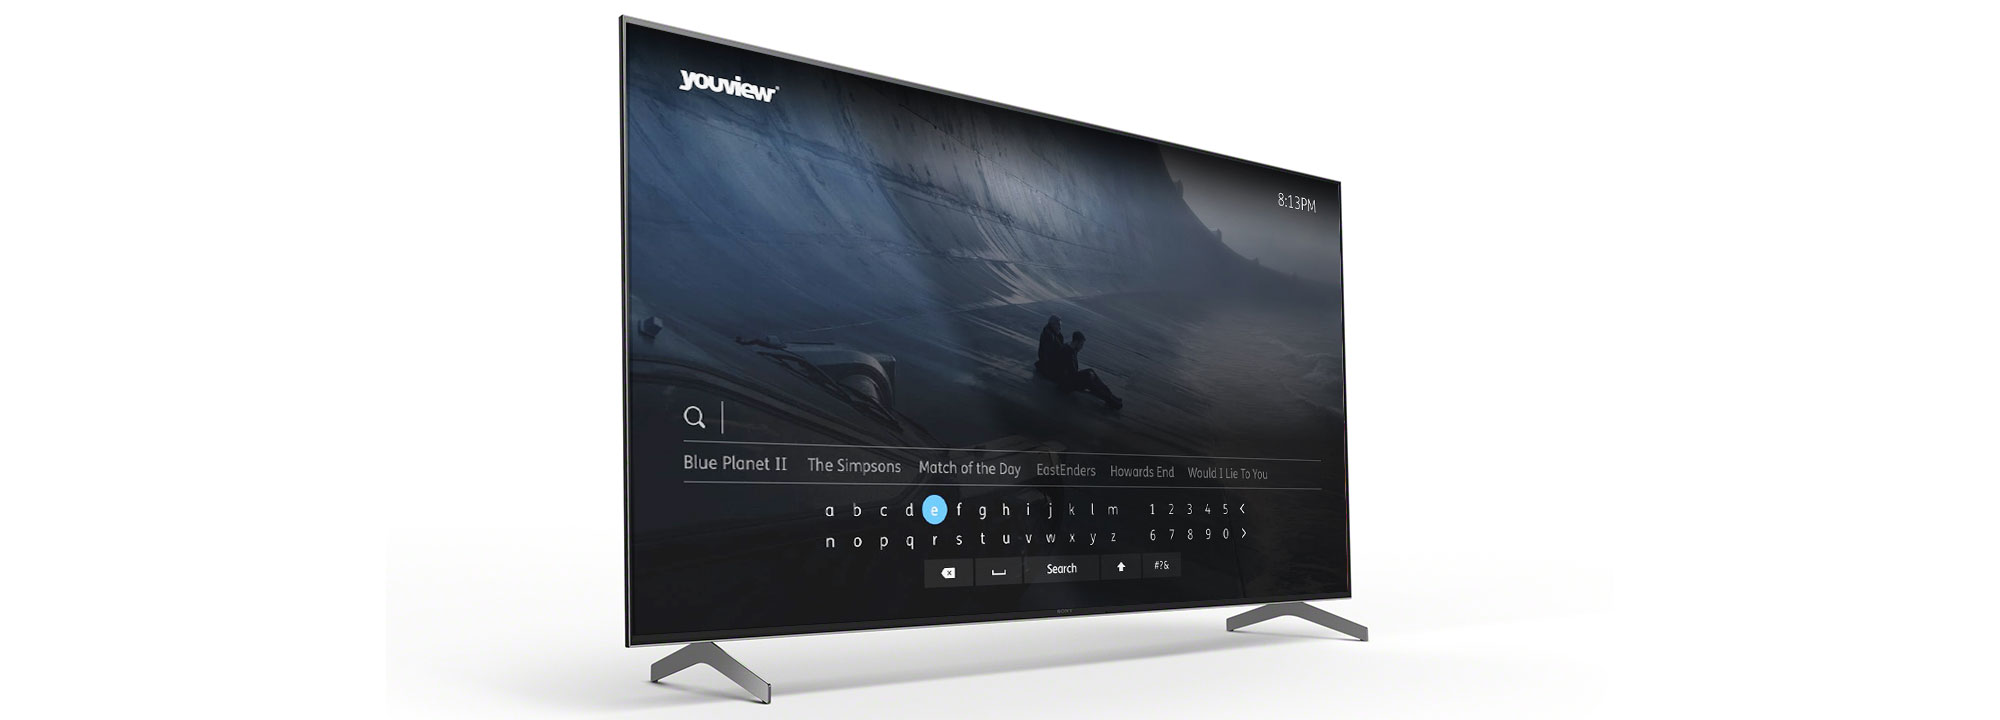 youview
8:13PM
Blue Planet II The Simpsons Match of the Day EastEnders Howards End Would I Lie To You
a b c d e f g h i j k l m 1 2 3 4 5 <
n o p q r s t u v w x y z 6 7 8 9 0 >
Search #?&
SONY